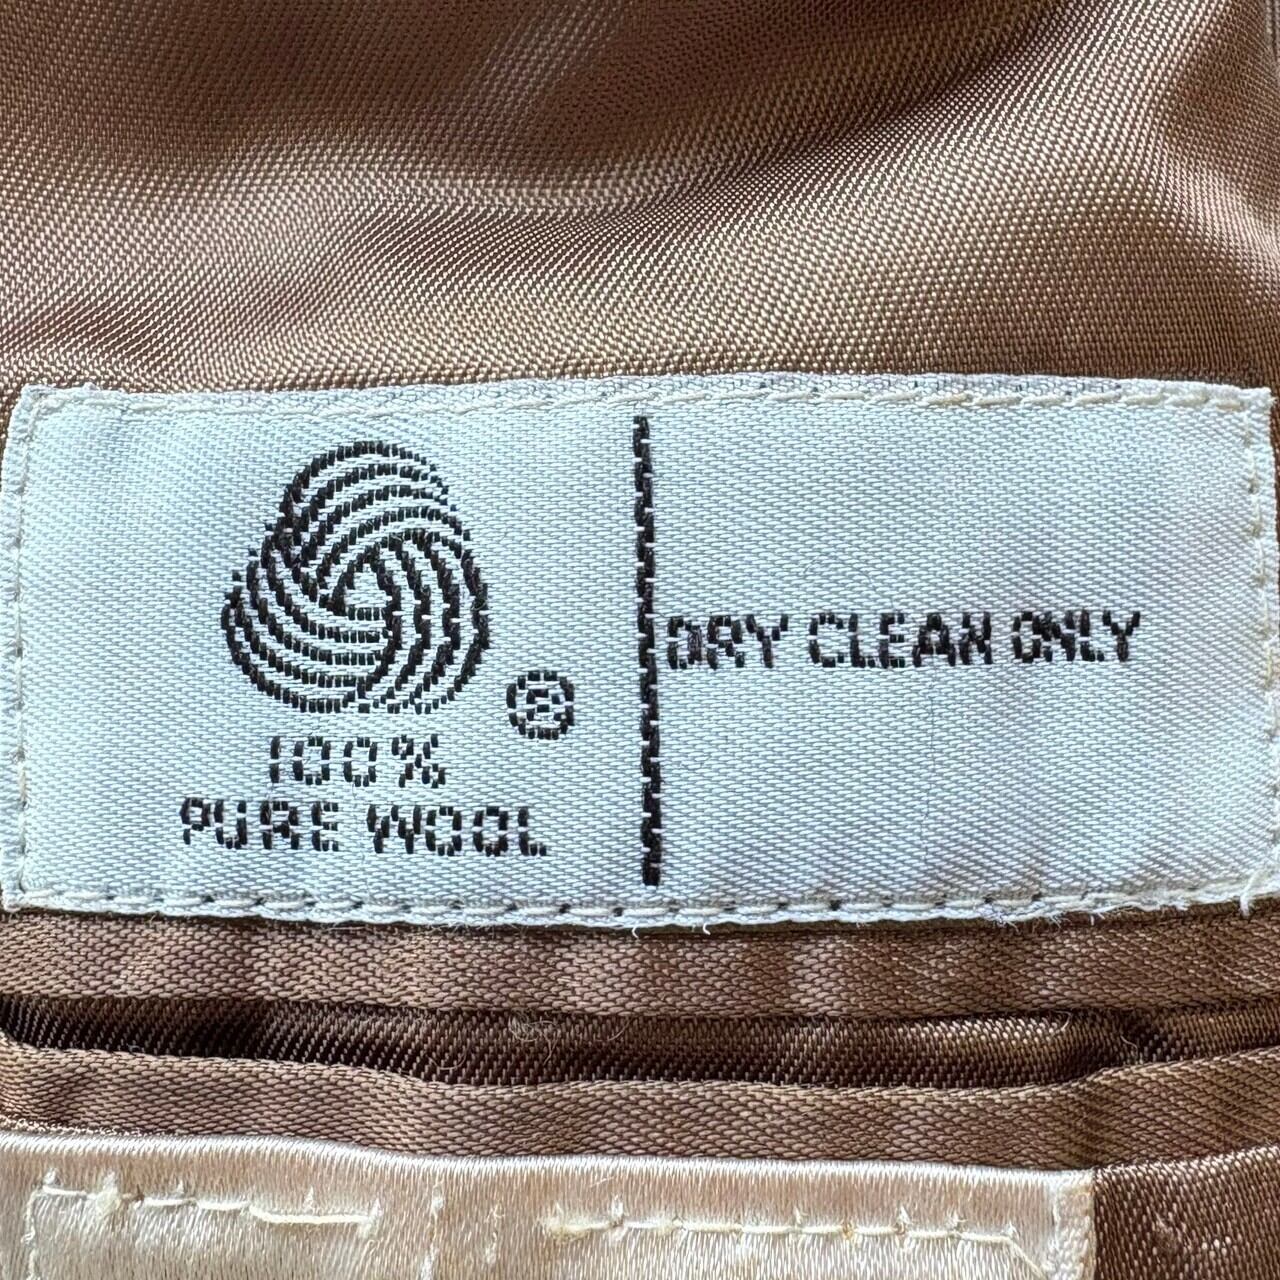 ®
100%
PURE WOOL
DRY CLEAN ONLY